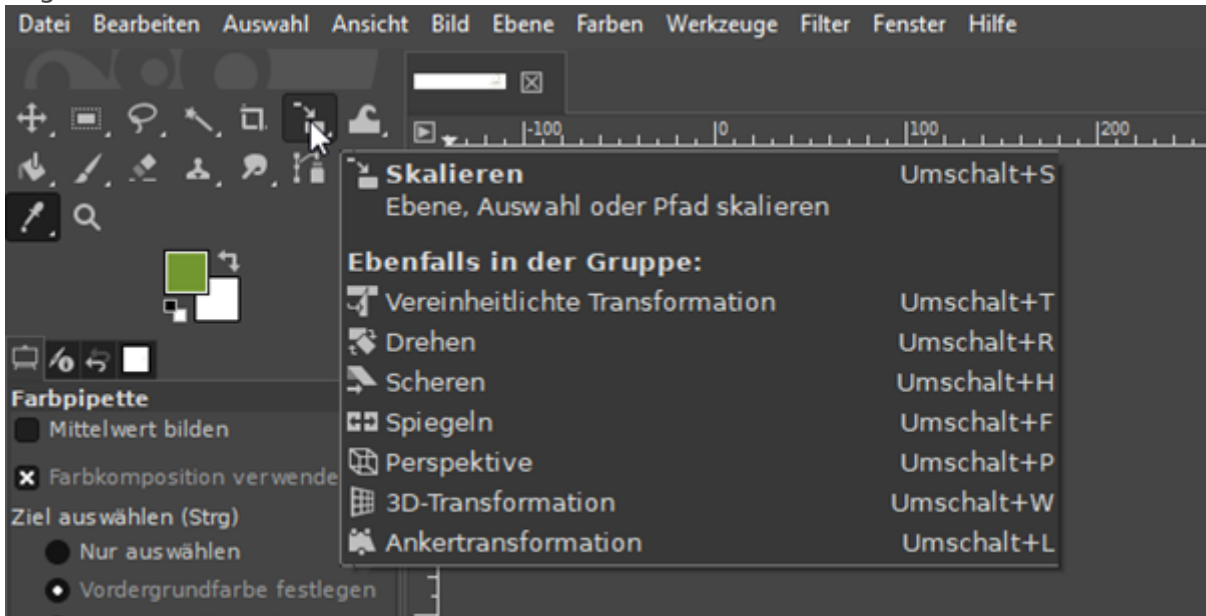 Datei Bearbeiten Auswahl Ansicht Bild Ebene Farben Werkzeuge Filter Fenster Hilfe
-100 0 100 200
Skalieren Umschalt+S
Ebene, Auswahl oder Pfad skalieren
Ebenfalls in der Gruppe:
Vereinheitlichte Transformation Umschalt+T
Drehen Umschalt+R
Scheren Umschalt+H
Spiegeln Umschalt+F
Perspektive Umschalt+P
3D-Transformation Umschalt+W
Ankertransformation Umschalt+L
Farbpipette
Mittelwert bilden
Farbkomposition verwende
Ziel auswählen (Strg)
Nur auswählen
Vordergrundfarbe festlegen